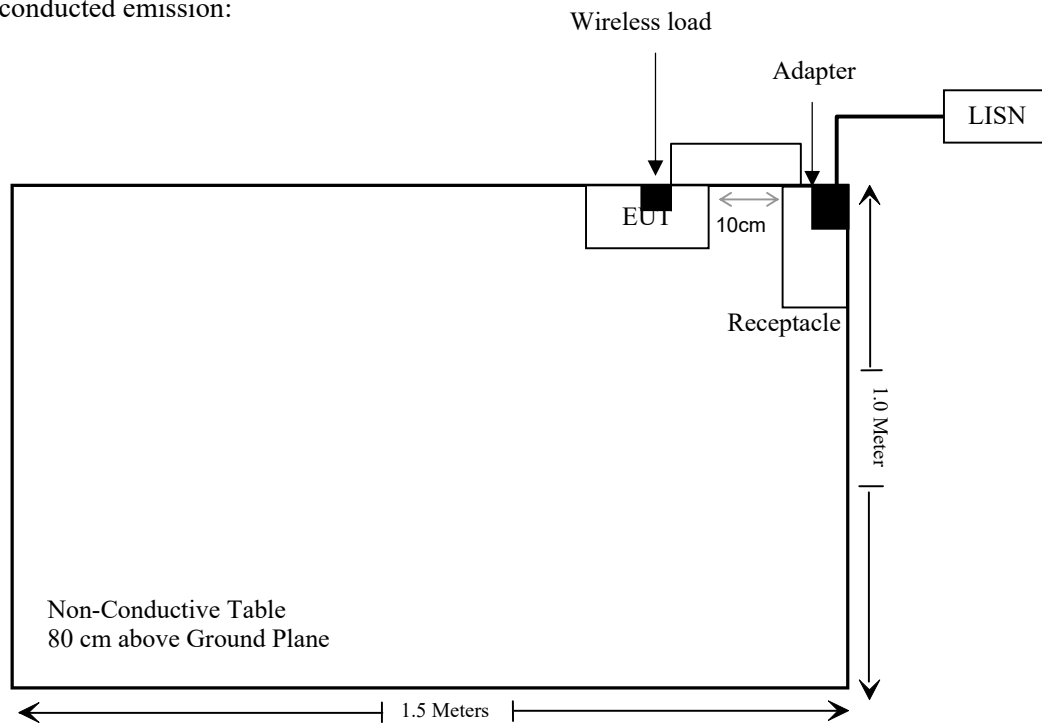 conducted emission:
Wireless load
Adapter
LISN
EUT
10cm
Receptacle
1.0 Meter
Non-Conductive Table
80 cm above Ground Plane
1.5 Meters